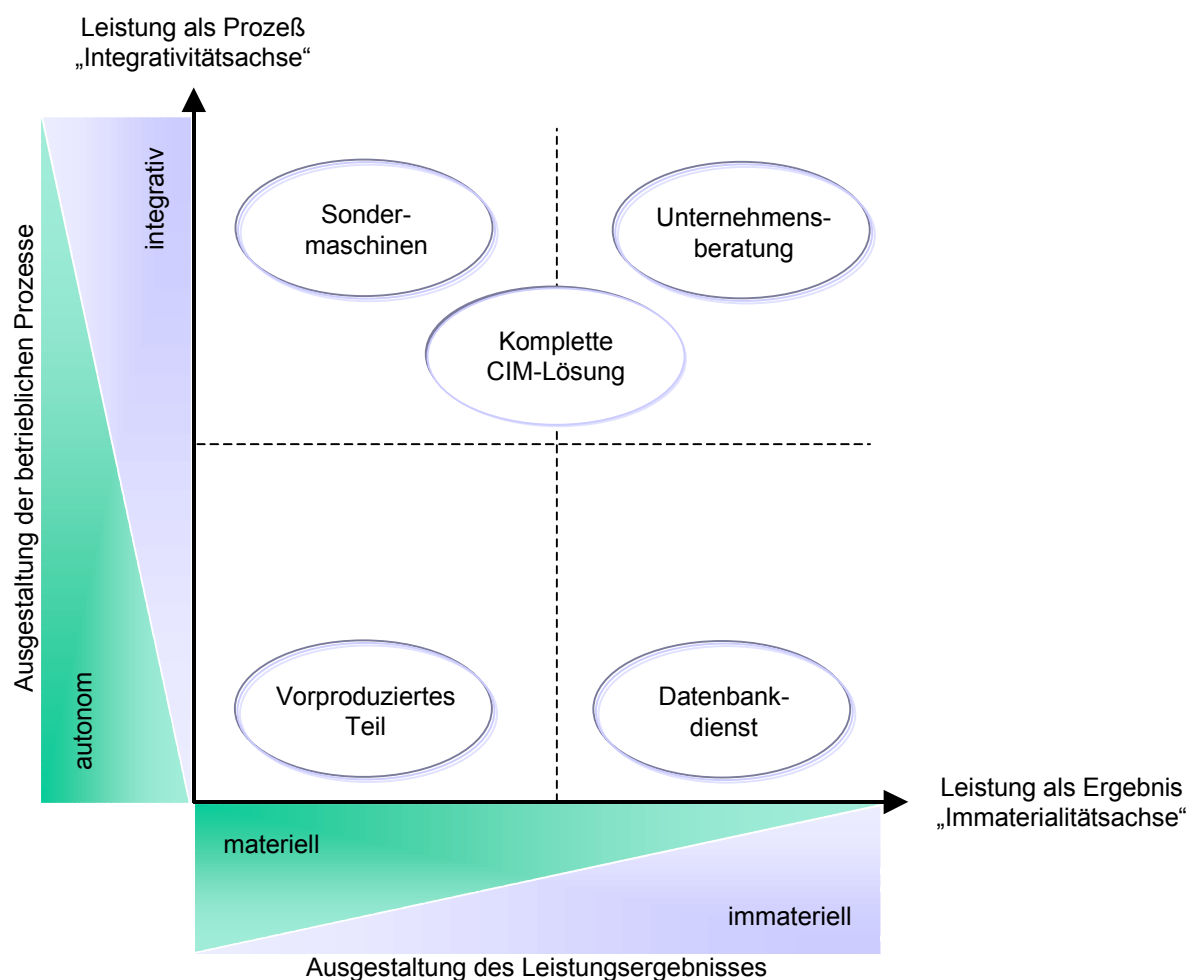 Leistung als Prozeß
„Integrativitätsachse“
Ausgestaltung der betrieblichen Prozesse
integrativ
autonom
Sonder-
maschinen
Unternehmens-
beratung
Komplette
CIM-Lösung
Vorproduziertes
Teil
Datenbank-
dienst
Leistung als Ergebnis
„Immaterialitätsachse“
materiell
immateriell
Ausgestaltung des Leistungsergebnisses